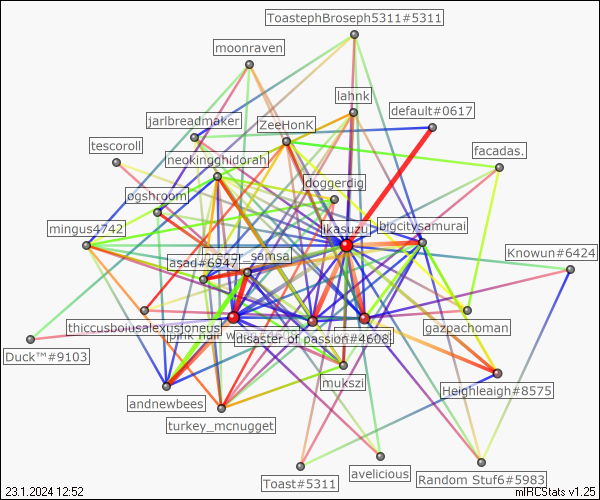 ToastephBroseph5311#5311
moonraven
lahnk
default#0617
jarlbreadmaker
ZeeHonK
tescoroll
neokingghidorah
facadas.
doggerdig
ogshroom
mingus4742
ikasuzu
bigcitysamurai
_samsa
asad#6947
Knowun#6424
thiccusboiusalexusjoneus
gazpachoman
pink hair w
disaster of passion#4608
Duck™#9103
mukszi
Heighleigh#8575
andnewbees
turkey_mcnugget
avelicious
Toast#5311
Random Stuf6#5983
23.1.2024 12:52
mIRCStats v1.25